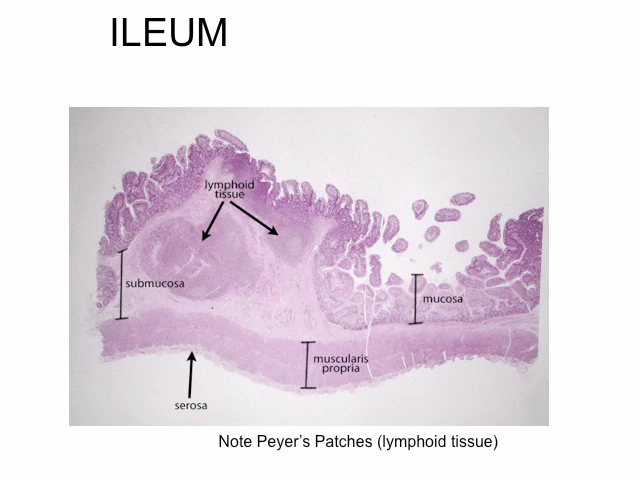 ILEUM
lymphoid
tissue
submucosa
mucosa
muscularis
propria
serosa
Note Peyer’s Patches (lymphoid tissue)